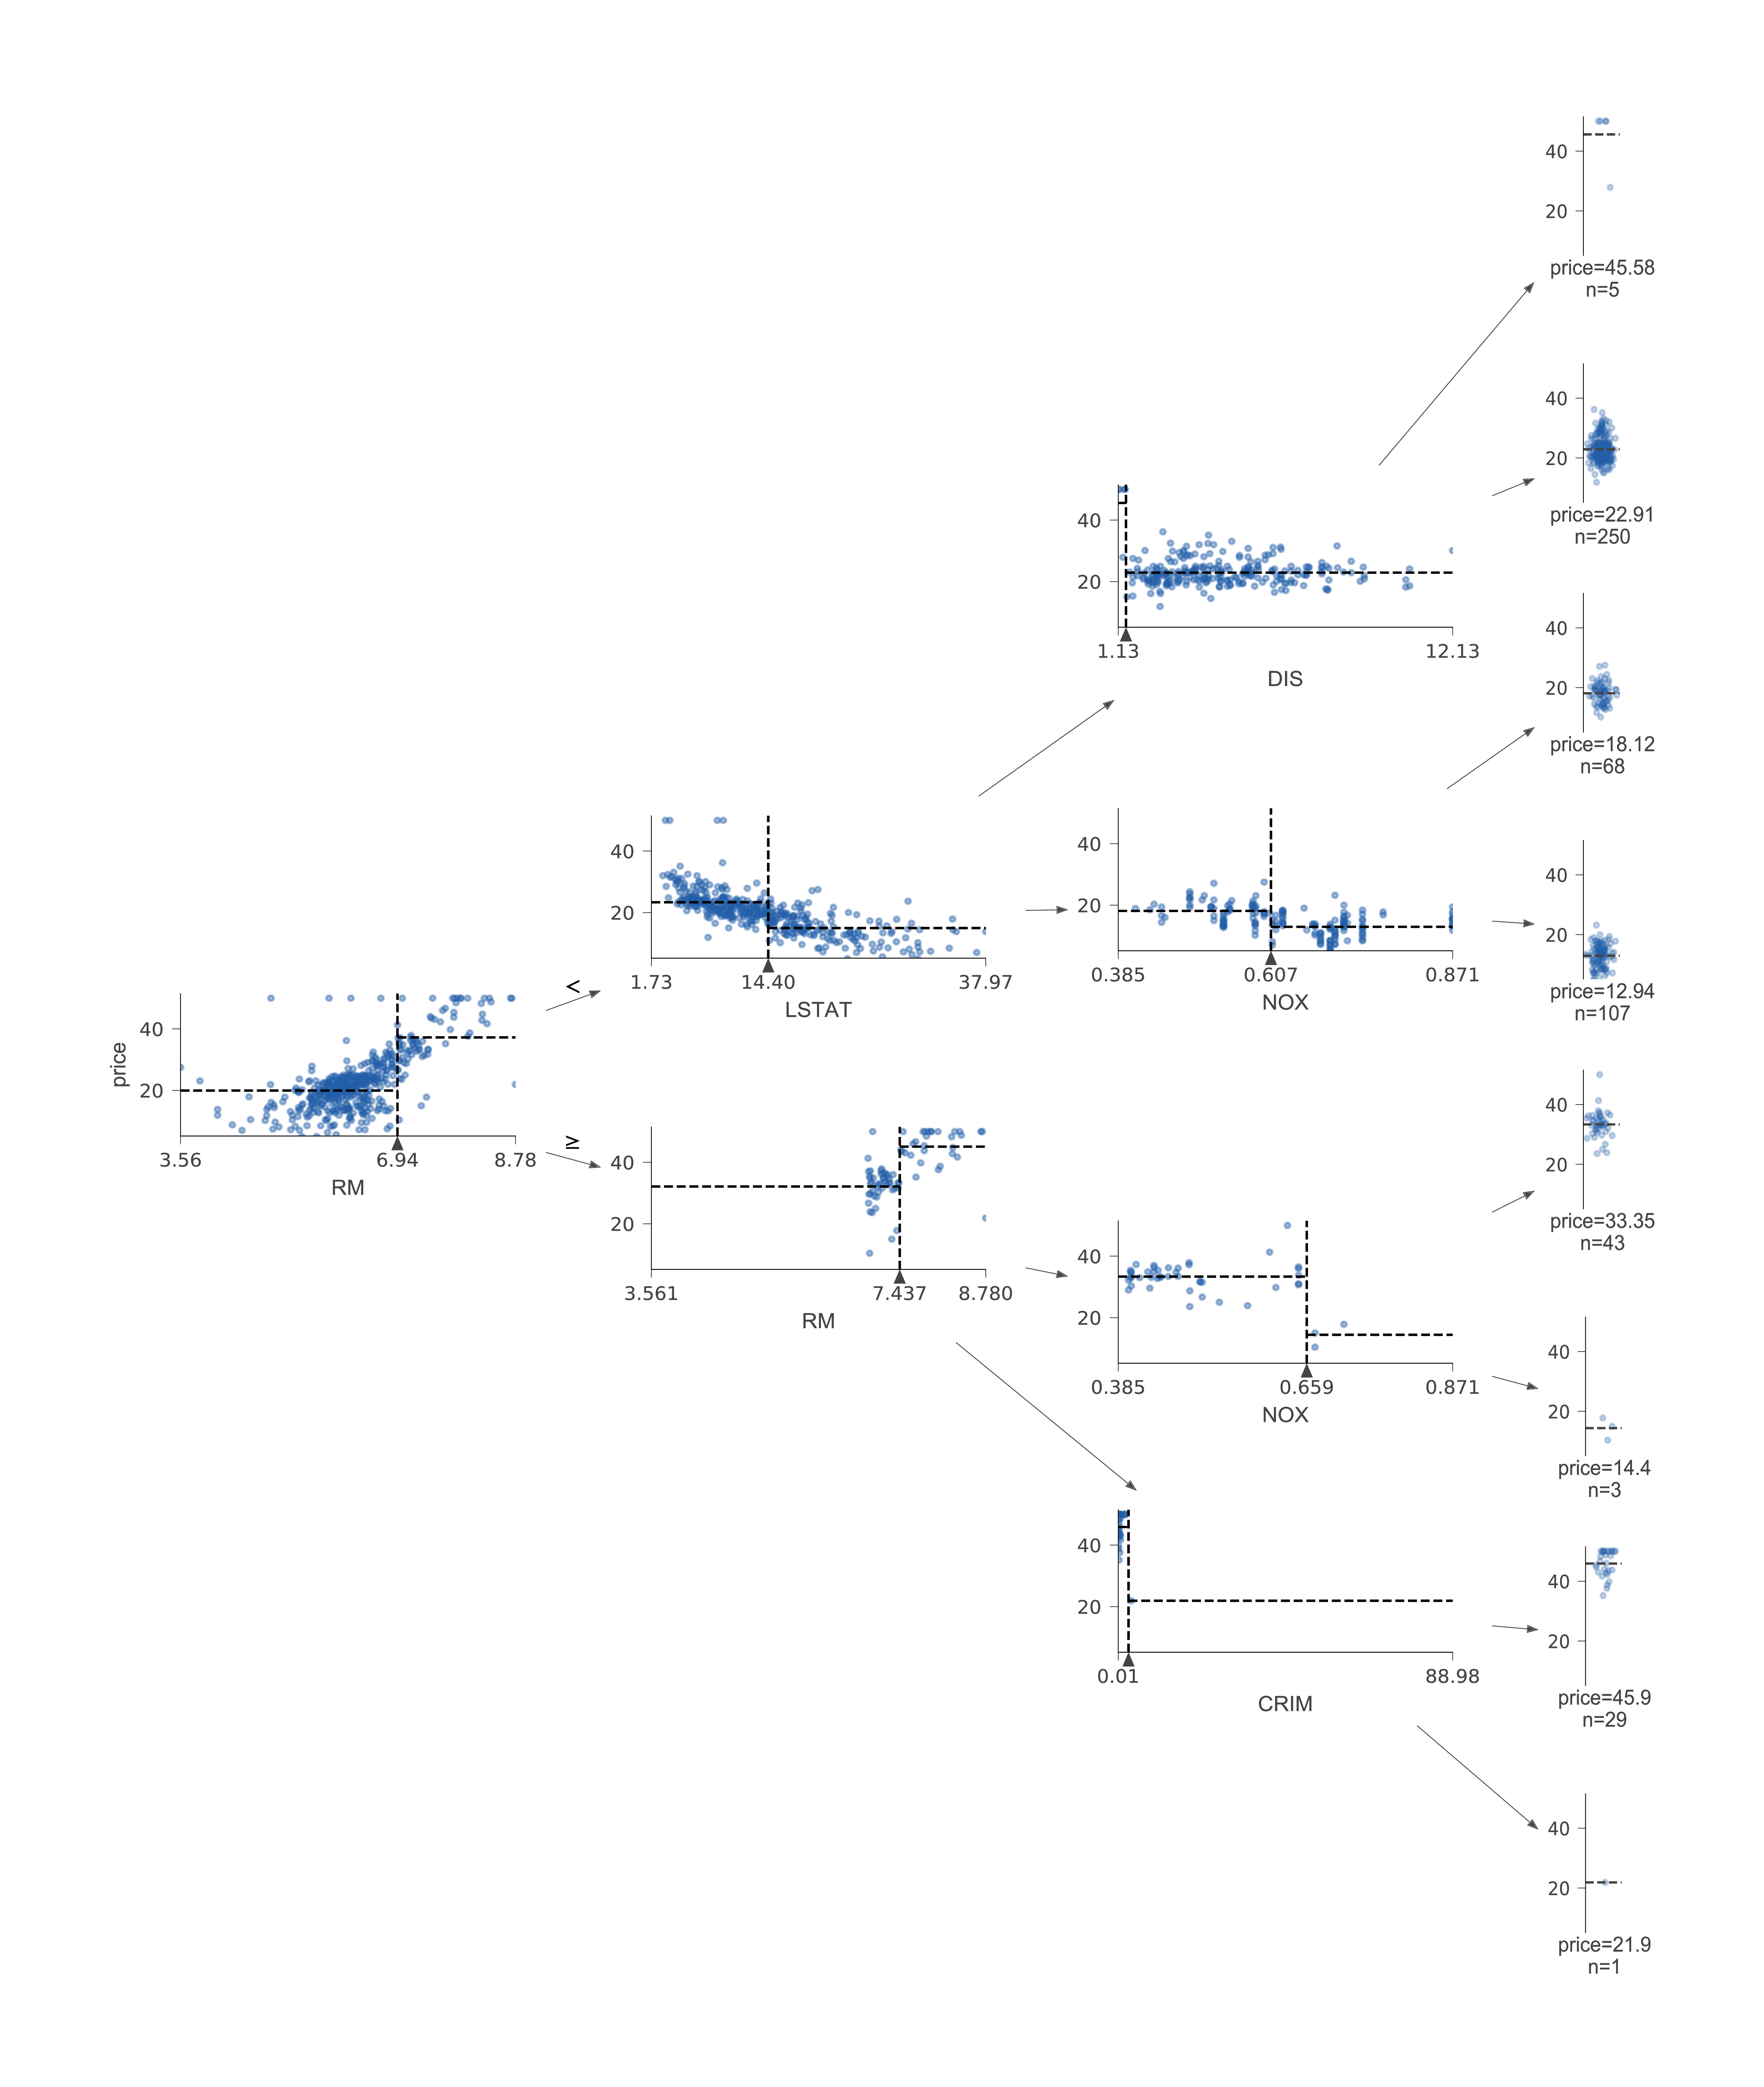 40
20
price=45.58
n=5
40
20
price=22.91
n=250
40
20
1.13
12.13
DIS
40
20
price=18.12
n=68
40
20
1.73
14.40
37.97
LSTAT
40
20
0.385
0.607
0.871
NOX
40
20
price=12.94
n=107
<
≥
price
40
20
3.56
6.94
8.78
RM
40
20
3.561
7.437
8.780
RM
40
20
price=33.35
n=43
40
20
0.385
0.659
0.871
NOX
40
20
price=14.4
n=3
40
20
0.01
88.98
CRIM
40
20
price=45.9
n=29
40
20
price=21.9
n=1